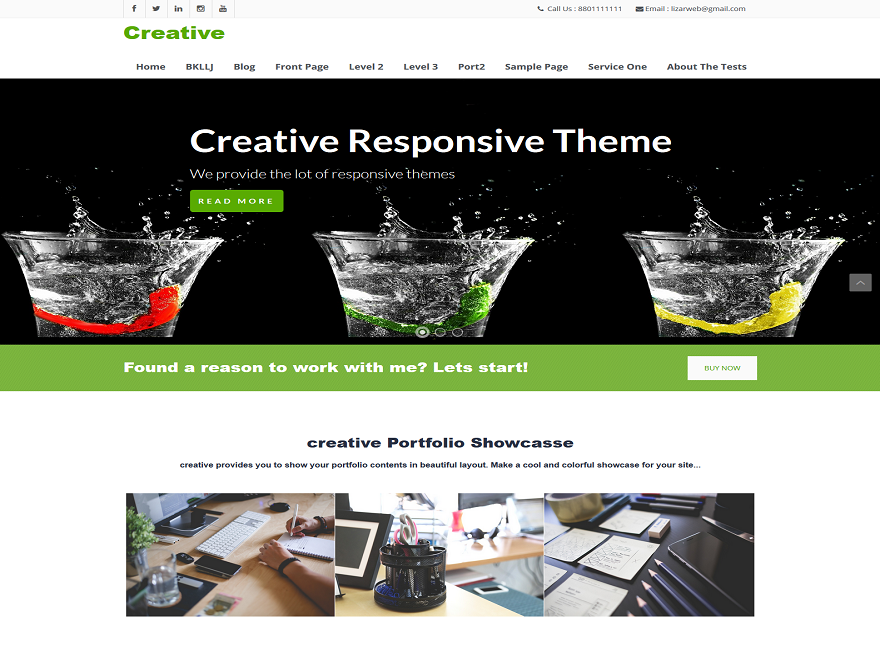 Call Us : 8801111111 Email : lizarweb@gmail.com
Creative
Home BKLLJ Blog Front Page Level 2 Level 3 Port2 Sample Page Service One About The Tests
Creative Responsive Theme
We provide the lot of responsive themes
READ MORE
Found a reason to work with me? Lets start!
BUY NOW
creative Portfolio Showcasse
creative provides you to show your portfolio contents in beautiful layout. Make a cool and colorful showcase for your site...